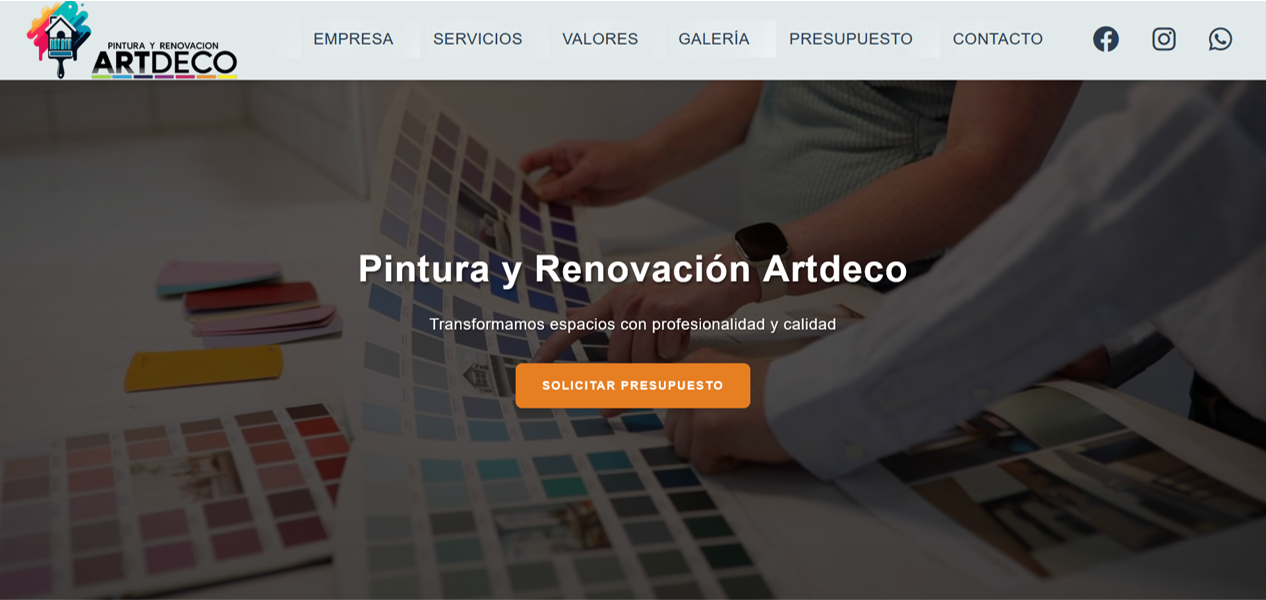 PINTURA Y RENOVACION
ARTDECO
EMPRESA
SERVICIOS
VALORES
GALERÍA
PRESUPUESTO
CONTACTO
Pintura y Renovación Artdeco
Transformamos espacios con profesionalidad y calidad
SOLICITAR PRESUPUESTO